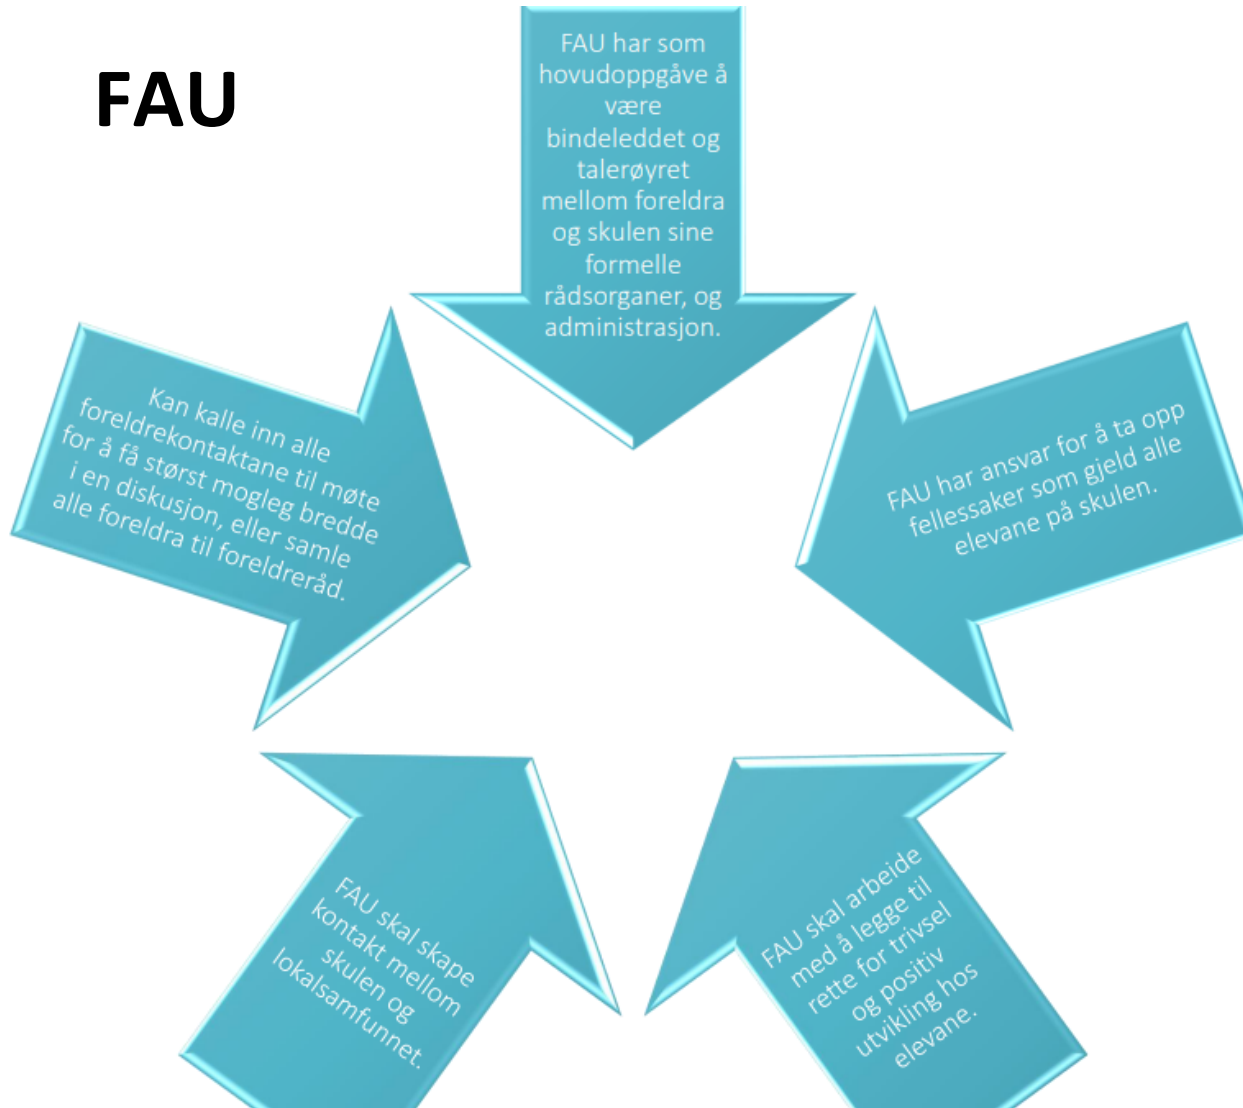 FAU
FAU har som
hovudoppgåve å
være
bindeleddet og
talerøyret
mellom foreldra
og skulen sine
formelle
rådsorganer, og
administrasjon.
FAU har ansvar for å ta opp
fellessaker som gjeld alle
elevane på skulen.
FAU skal arbeide
med å legge til
rette for trivsel
og positiv
utvikling hos
elevane.
FAU skal skape
kontakt mellom
skulen og
lokalsamfunnet.
Kan kalle inn alle
foreldrekontaktane til møte
for å få størst mogleg bredde
i en diskusjon, eller samle
alle foreldra til foreldreråd.